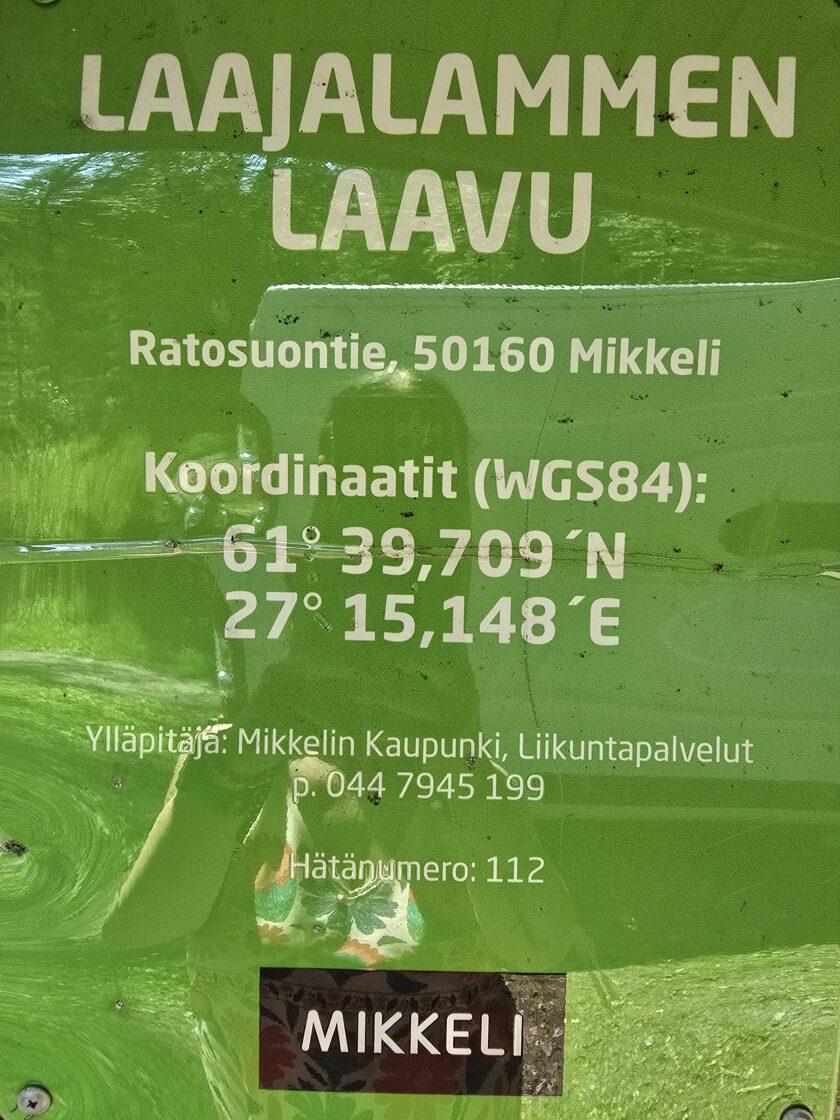 LAAJALAMMEN
LAAVU
Ratosuontie, 50160 Mikkeli
Koordinaatit (WGS84):
61° 39,709´N
27° 15,148´E
Ylläpitäjä: Mikkelin Kaupunki, Liikuntapalvelut
p. 044 7945 199
Hätänumero: 112
MIKKELI